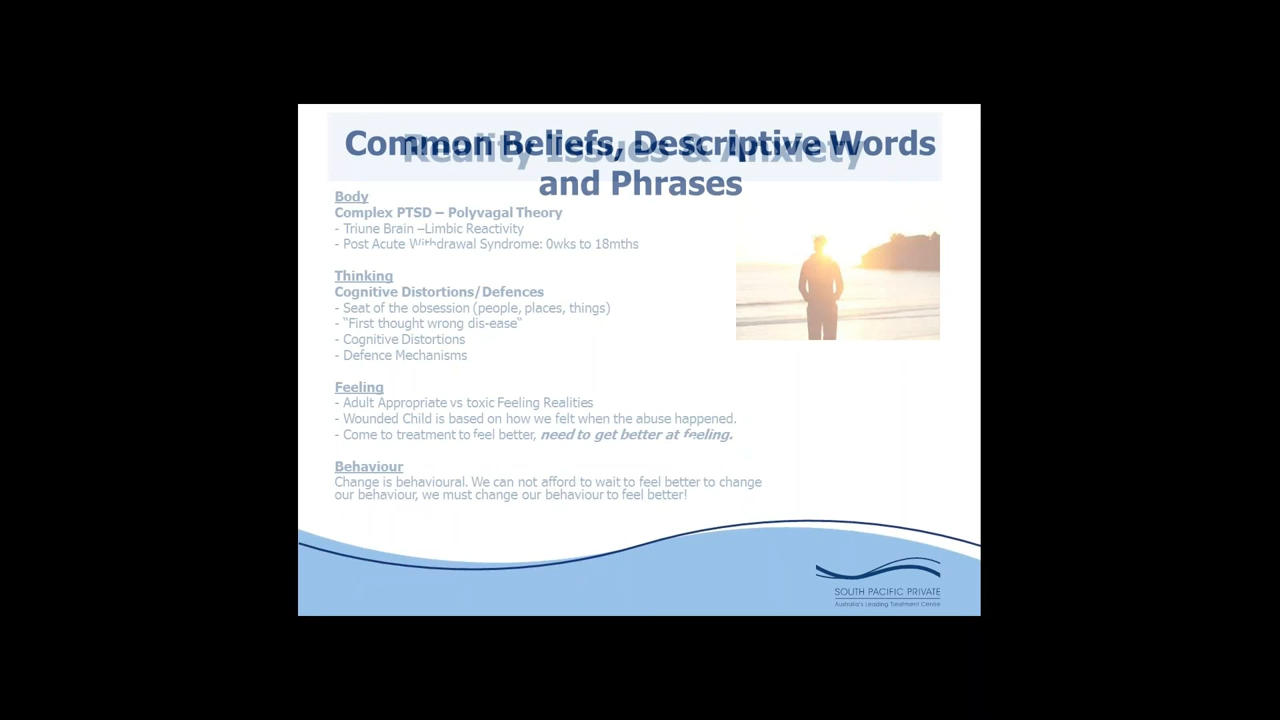 Common Beliefs, Descriptive Words
and Phrases
Reality Issues & Anxiety
Body
Complex PTSD – Polyvagal Theory
- Triune Brain –Limbic Reactivity
- Post Acute Withdrawal Syndrome: 0wks to 18mths
Thinking
Cognitive Distortions/Defences
- Seat of the obsession (people, places, things)
- "First thought wrong dis-ease"
- Cognitive Distortions
- Defence Mechanisms
Feeling
- Adult Appropriate vs toxic Feeling Realities
- Wounded Child is based on how we felt when the abuse happened.
- Come to treatment to feel better, need to get better at feeling.
Behaviour
Change is behavioural. We can not afford to wait to feel better to change
our behaviour, we must change our behaviour to feel better!
SOUTH PACIFIC PRIVATE
Australia's Leading Treatment Centre